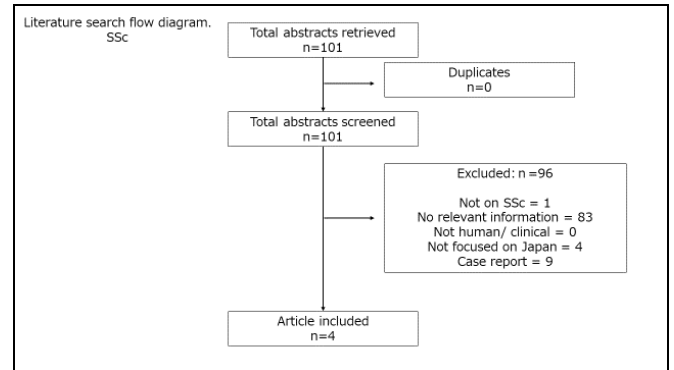 Literature search flow diagram.
SSc
Total abstracts retrieved
n=101
Duplicates
n=0
Total abstracts screened
n=101
Excluded: n =96
Not on SSc = 1
No relevant information = 83
Not human/ clinical = 0
Not focused on Japan = 4
Case report = 9
Article included
n=4